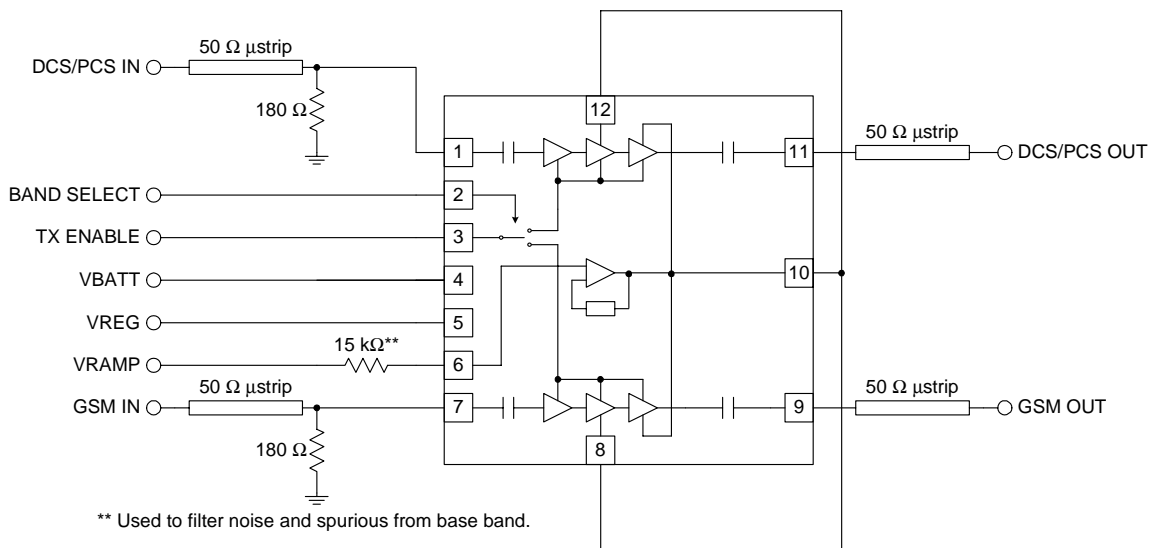 50 Ω μstrip
DCS/PCS IN
180 Ω
12
1
11
50 Ω μstrip
DCS/PCS OUT
BAND SELECT
2
TX ENABLE
3
VBATT
4
10
VREG
5
15 kΩ**
VRAMP
6
50 Ω μstrip
GSM IN
7
9
50 Ω μstrip
GSM OUT
180 Ω
8
** Used to filter noise and spurious from base band.